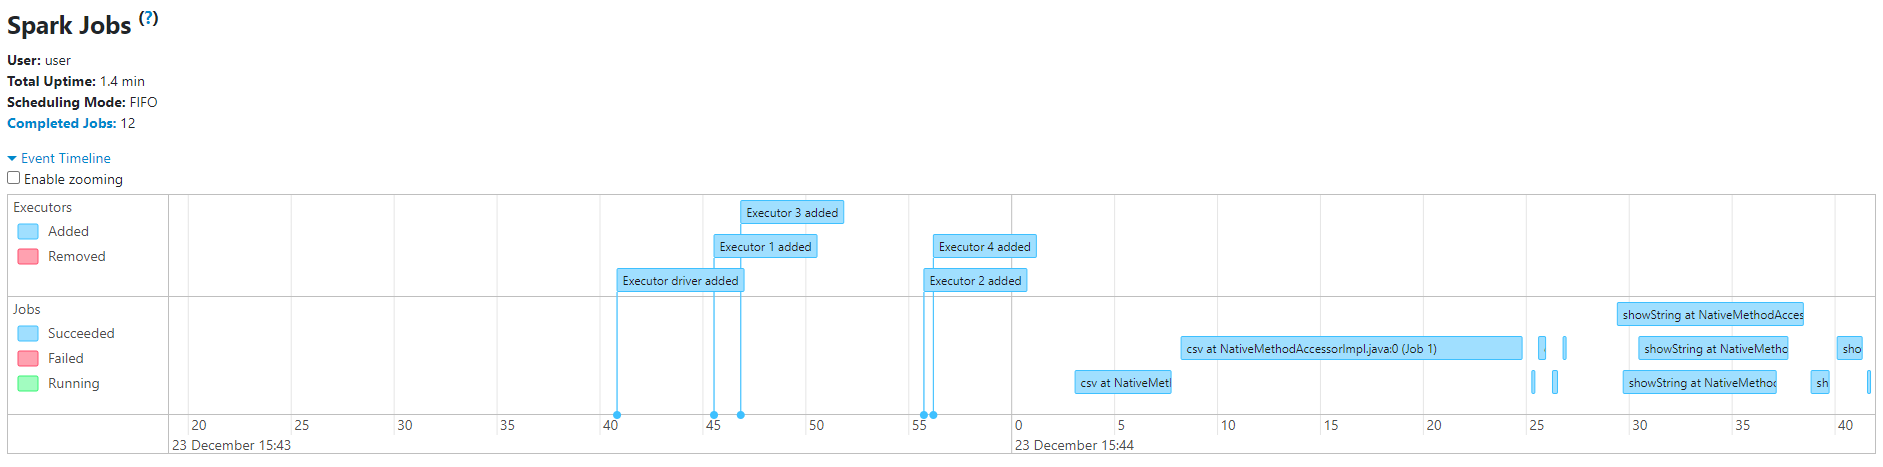 Spark Jobs (?)
User: user
Total Uptime: 1.4 min
Scheduling Mode: FIFO
Completed Jobs: 12
Event Timeline
Enable zooming
Executors
Added
Removed
Executor 3 added
Executor 1 added
Executor 4 added
Executor driver added
Executor 2 added
Jobs
Succeeded
Failed
Running
showString at NativeMethodAcces
csv at NativeMethodAccessorImpl.java:0 (Job 1)
showString at NativeMetho
sho
csv at NativeMetl
showString at NativeMethod
sh
20 25 30 35 40 45 50 55 0 5 10 15 20 25 30 35 40
23 December 15:43 23 December 15:44